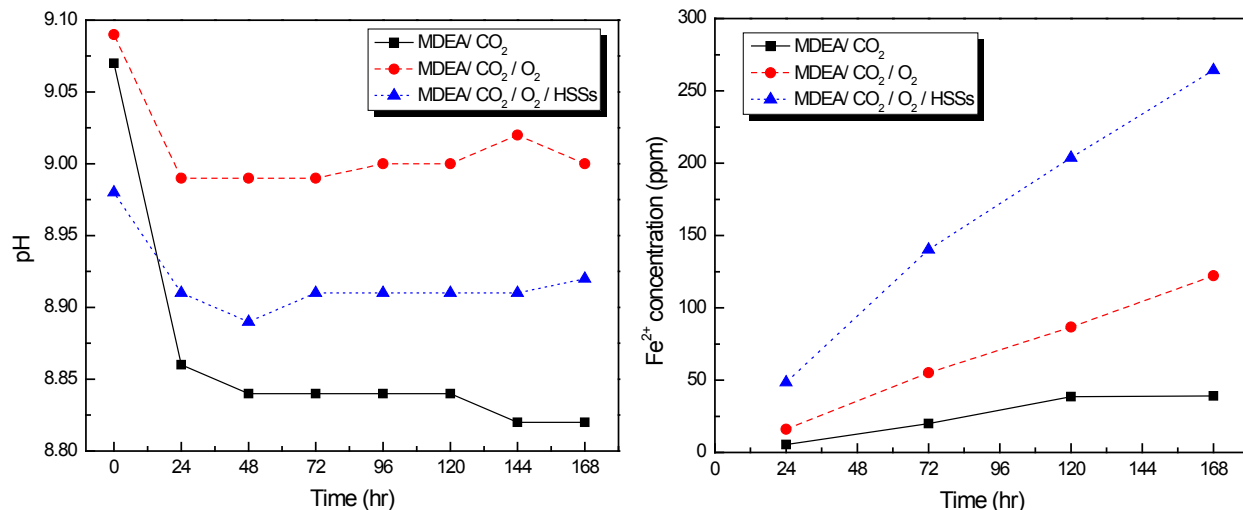 9.10
9.05
9.00
8.95
8.90
8.85
8.80
pH
MDEA/ CO₂
MDEA/ CO₂ / O₂
MDEA/ CO₂ / O₂ / HSSs
0 24 48 72 96 120 144 168
Time (hr)
300
250
200
150
100
50
0
Fe²⁺ concentration (ppm)
MDEA/ CO₂
MDEA/ CO₂ / O₂
MDEA/ CO₂ / O₂ / HSSs
0 24 48 72 96 120 144 168
Time (hr)